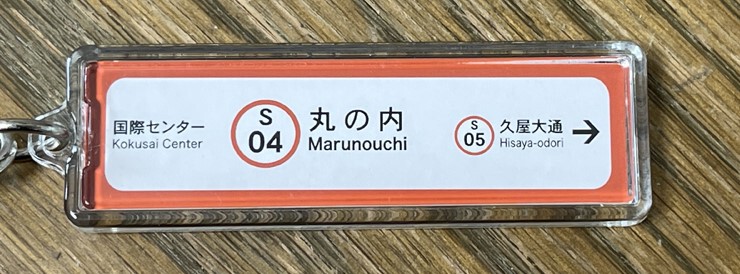 国際センター
Kokusai Center
S
04
丸の内
Marunouchi
S
05
久屋大通
Hisaya-odori
→